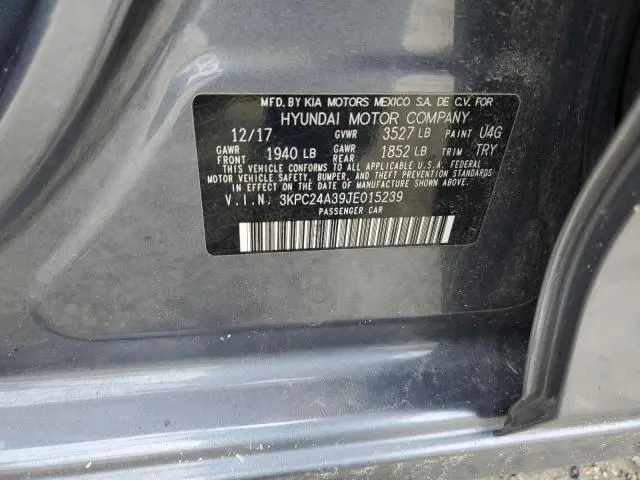 MFD. BY KIA MOTORS MEXICO S.A. DE C.V. FOR
HYUNDAI MOTOR COMPANY
12/17 GVWR 3527 LB PAINT U4G
GAWR FRONT 1940 LB GAWR REAR 1852 LB TRIM TRY
THIS VEHICLE CONFORMS TO ALL APPLICABLE U.S.A. FEDERAL
MOTOR VEHICLE SAFETY, BUMPER, AND THEFT PREVENTION
STANDARDS IN EFFECT ON THE DATE OF MANUFACTURE SHOWN ABOVE.
V.I.N. 3KPC24A39JE015239
PASSENGER CAR